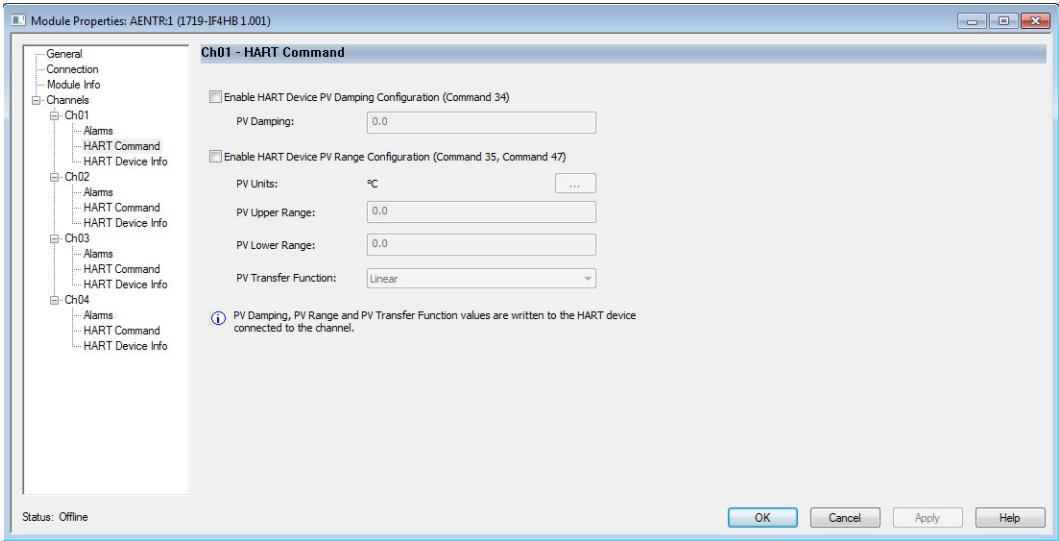 Module Properties: AENTR:1 (1719-IF4HB 1.001)
General
Connection
Module Info
Channels
Ch01
Alarms
HART Command
HART Device Info
Ch02
Alarms
HART Command
HART Device Info
Ch03
Alarms
HART Command
HART Device Info
Ch04
Alarms
HART Command
HART Device Info
Ch01 - HART Command
Enable HART Device PV Damping Configuration (Command 34)
PV Damping: 0.0
Enable HART Device PV Range Configuration (Command 35, Command 47)
PV Units: °C ...
PV Upper Range: 0.0
PV Lower Range: 0.0
PV Transfer Function: Linear
PV Damping, PV Range and PV Transfer Function values are written to the HART device
connected to the channel.
Status: Offline
OK Cancel Apply Help